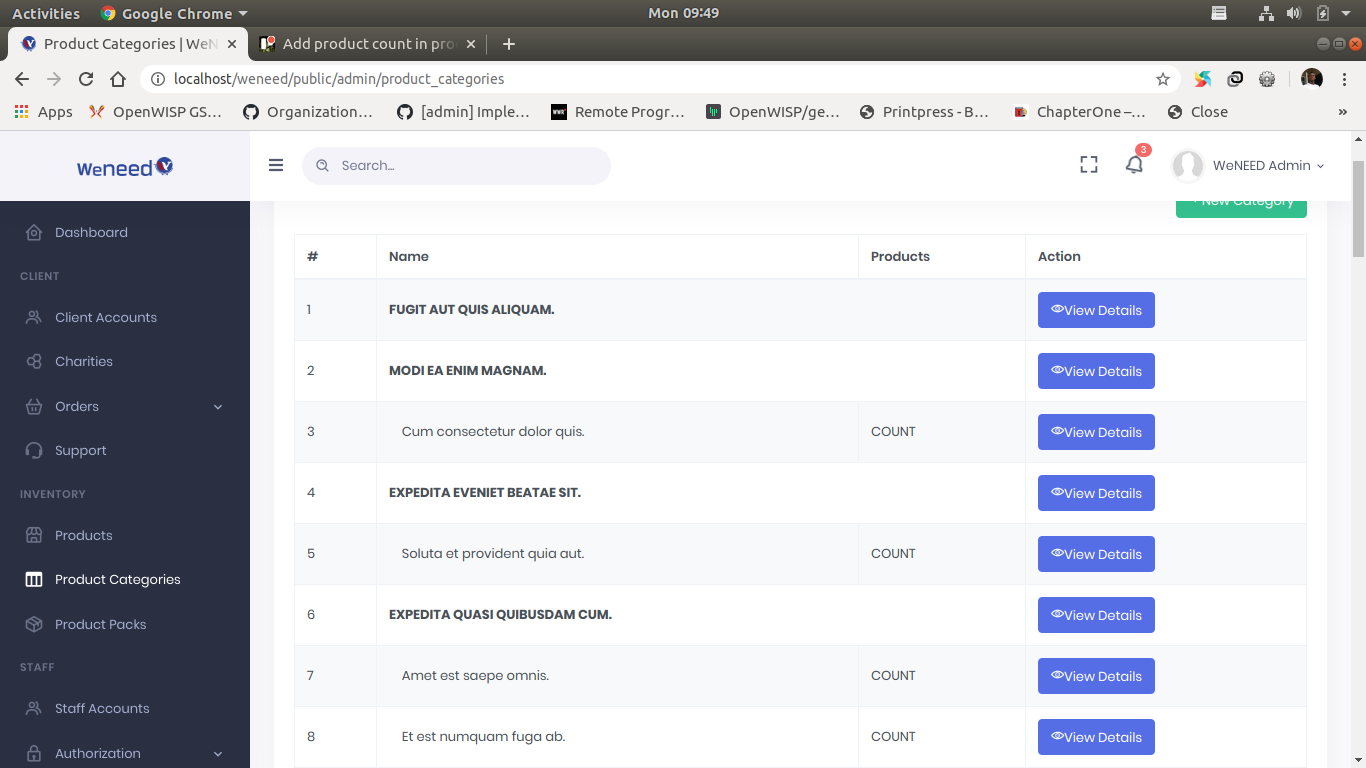 Activities Google Chrome Mon 09:49
Product Categories | WeN Add product count in pro
localhost/weneed/public/admin/product_categories
Apps OpenWISP GS... Organization... [admin] Imple... Remote Progr... OpenWISP/ge... Printpress - B... ChapterOne –... Close »
Weneed Search... 3 WeNEED Admin
+ New Category
Dashboard
CLIENT
Client Accounts
Charities
Orders
Support
INVENTORY
Products
Product Categories
Product Packs
STAFF
Staff Accounts
Authorization
# Name Products Action
1 FUGIT AUT QUIS ALIQUAM. View Details
2 MODI EA ENIM MAGNAM. View Details
3 Cum consectetur dolor quis. COUNT View Details
4 EXPEDITA EVENIET BEATAE SIT. View Details
5 Soluta et provident quia aut. COUNT View Details
6 EXPEDITA QUASI QUIBUSDAM CUM. View Details
7 Amet est saepe omnis. COUNT View Details
8 Et est numquam fuga ab. COUNT View Details